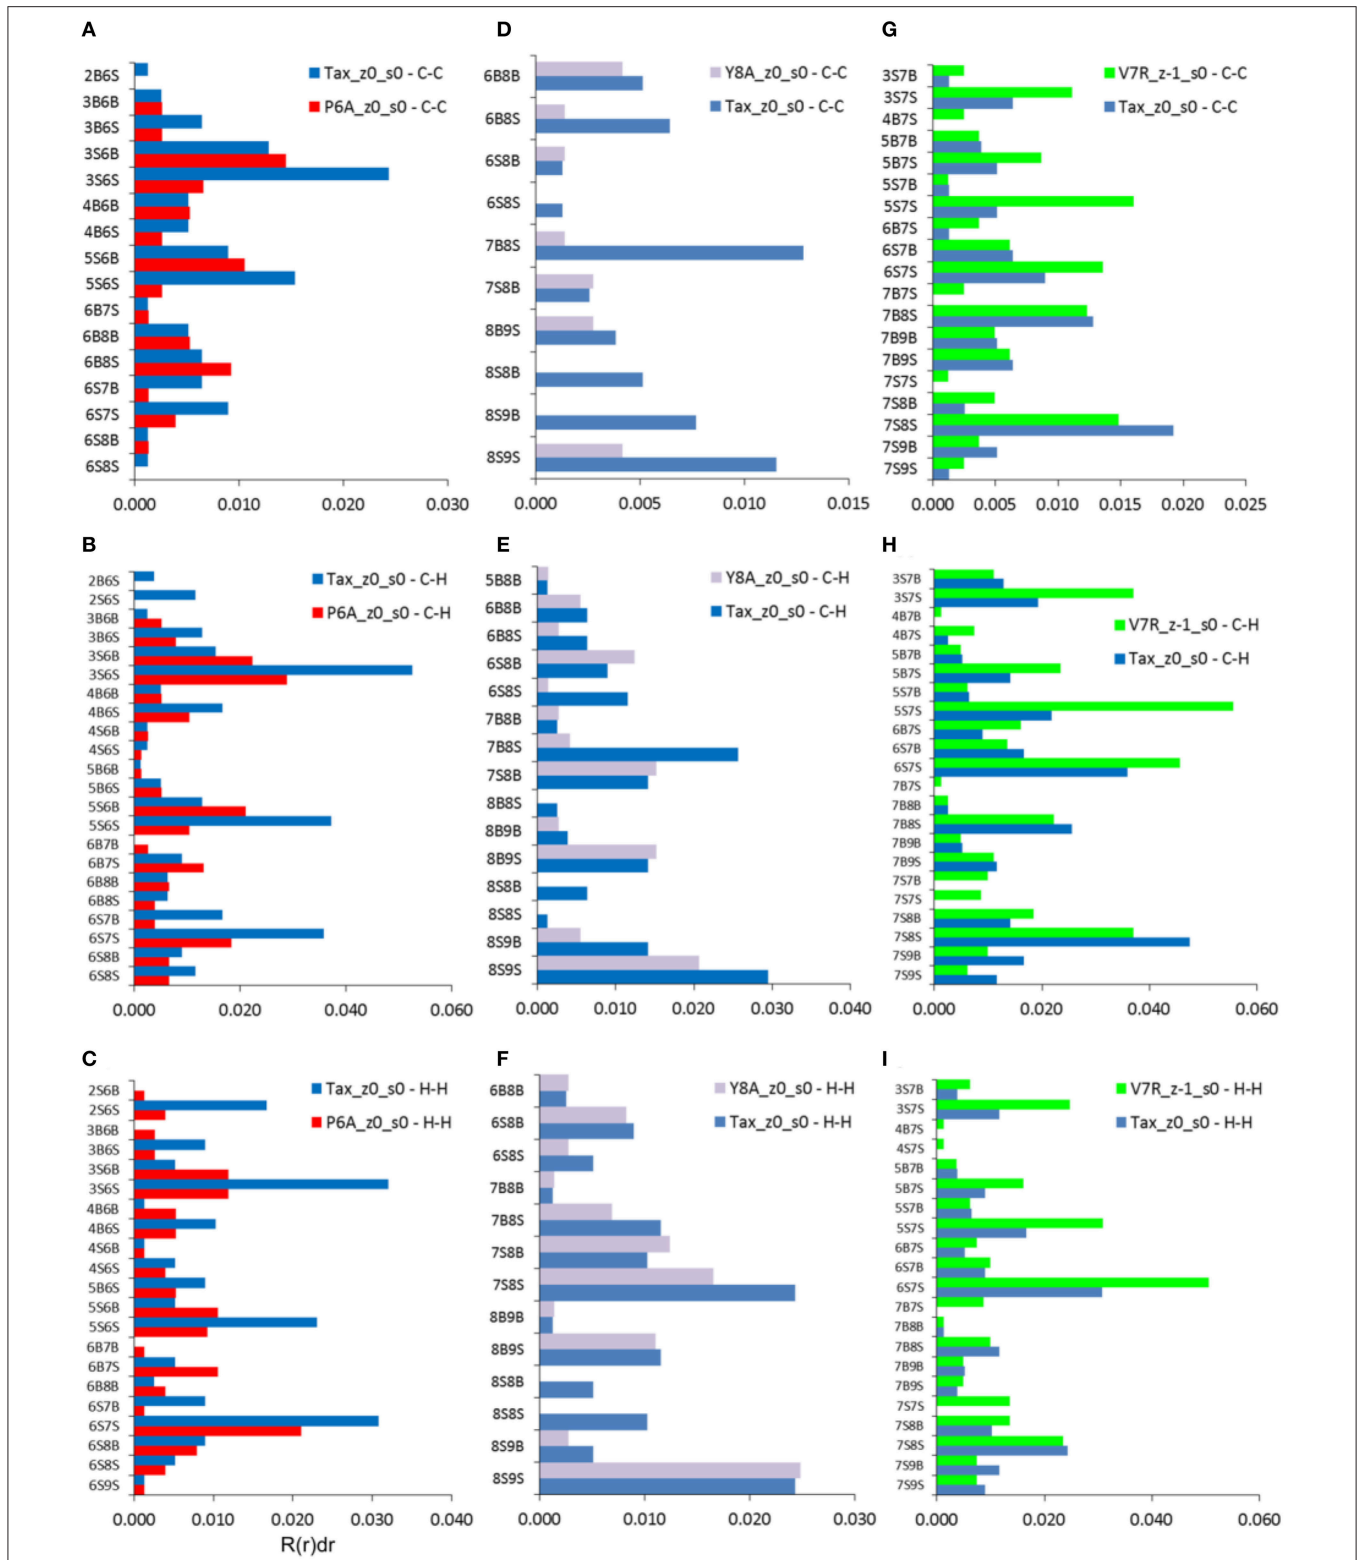 A
Tax_z0_s0 - C-C
P6A_z0_s0 - C-C
2B6S
3B6B
3B6S
3S6B
3S6S
4B6B
4B6S
5S6B
5S6S
6B7S
6B8B
6B8S
6S7B
6S7S
6S8B
6S8S
0.000 0.010 0.020 0.030
D
Y8A_z0_s0 - C-C
Tax_z0_s0 - C-C
6B8B
6B8S
6S8B
6S8S
7B8S
7S8B
8B9S
8S8B
8S9B
8S9S
0.000 0.005 0.010 0.015
G
V7R_z-1_s0 - C-C
Tax_z0_s0 - C-C
3S7B
3S7S
4B7S
5B7B
5B7S
5S7B
5S7S
6B7S
6S7B
6S7S
7B7S
7B8S
7B9B
7B9S
7S7S
7S8B
7S8S
7S9B
7S9S
0.000 0.005 0.010 0.015 0.020 0.025
B
Tax_z0_s0 - C-H
P6A_z0_s0 - C-H
2B6S
2S6S
3B6B
3B6S
3S6B
3S6S
4B6B
4B6S
4S6B
4S6S
5B6B
5B6S
5S6B
5S6S
6B7B
6B7S
6B8B
6B8S
6S7B
6S7S
6S8B
6S8S
0.000 0.020 0.040 0.060
E
Y8A_z0_s0 - C-H
Tax_z0_s0 - C-H
5B8B
6B8B
6B8S
6S8B
6S8S
7B8B
7B8S
7S8B
8B8S
8B9B
8B9S
8S8B
8S8S
8S9B
8S9S
0.000 0.010 0.020 0.030 0.040
H
V7R_z-1_s0 - C-H
Tax_z0_s0 - C-H
3S7B
3S7S
4B7B
4B7S
5B7B
5B7S
5S7B
5S7S
6B7S
6S7B
6S7S
7B7S
7B8B
7B8S
7B9B
7B9S
7S7B
7S7S
7S8B
7S8S
7S9B
7S9S
0.000 0.020 0.040 0.060
C
Tax_z0_s0 - H-H
P6A_z0_s0 - H-H
2S6B
2S6S
3B6B
3B6S
3S6B
3S6S
4B6B
4B6S
4S6B
4S6S
5B6S
5S6B
5S6S
6B7B
6B7S
6B8B
6S7B
6S7S
6S8B
6S8S
6S9S
0.000 0.010 0.020 0.030 0.040
R(r)dr
F
Y8A_z0_s0 - H-H
Tax_z0_s0 - H-H
6B8B
6S8B
6S8S
7B8B
7B8S
7S8B
7S8S
8B9B
8B9S
8S8B
8S8S
8S9B
8S9S
0.000 0.010 0.020 0.030
I
V7R_z-1_s0 - H-H
Tax_z0_s0 - H-H
3S7B
3S7S
4B7S
4S7S
5B7B
5B7S
5S7B
5S7S
6B7S
6S7B
6S7S
7B7S
7B8B
7B8S
7B9B
7B9S
7S7S
7S8B
7S8S
7S9B
7S9S
0.000 0.020 0.040 0.060